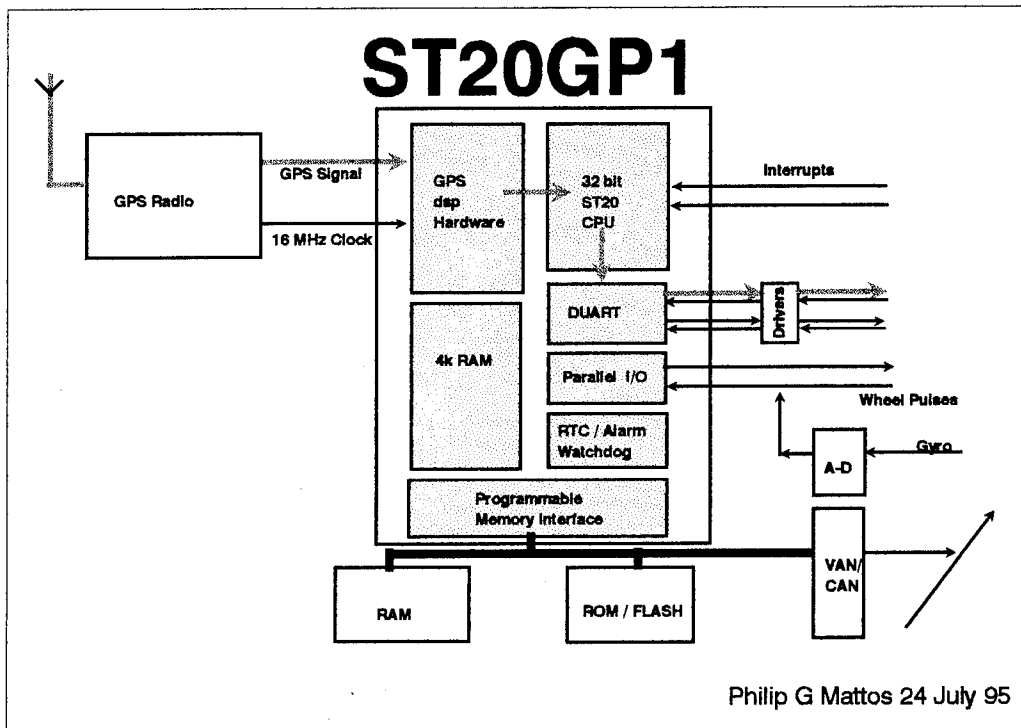 ST20GP1
GPS Radio
GPS Signal
16 MHz Clock
GPS
dsp
Hardware
32 bit
ST20
CPU
Interrupts
DUART
Drivers
4k RAM
Parallel I/O
Wheel Pulses
RTC / Alarm
Watchdog
A-D
Gyro
Programmable
Memory Interface
RAM
ROM / FLASH
VAN/
CAN
Philip G Mattos 24 July 95